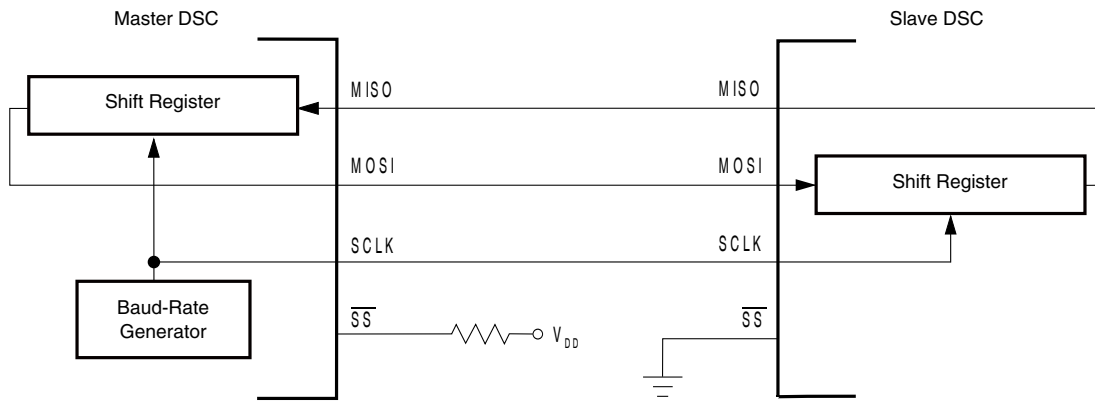 Master DSC
Slave DSC
Shift Register
MISO
MISO
MOSI
MOSI
Shift Register
SCLK
SCLK
Baud-Rate
Generator
SS
VDD
SS